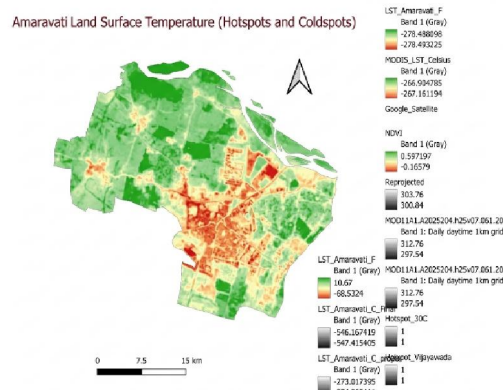 Amaravati Land Surface Temperature (Hotspots and Coldspots)
LST_Amaravati_F
Band 1 (Gray)
-278.488098
-278.493225
MODIS_LST_Celsius
Band 1 (Gray)
-266.984785
-267.161194
Google_Satellite
NDVI
Band 1 (Gray)
0.597197
-0.16579
Reprojected
303.76
300.84
MOD11A1.A2025204.h25v07.061.20
Band 1: Daily daytime 1km grid
312.76
297.54
MOD11A1.A2025204.h25v07.061.20
Band 1: Daily daytime 1km grid
312.76
297.54
Hotspot_30C
1
1
Hotspot_Vijayawada
1
1
LST_Amaravati_F
Band 1 (Gray)
10.67
-68.5324
LST_Amaravati_C_Final
Band 1 (Gray)
-546.167419
-547.415405
LST_Amaravati_C_proper
Band 1 (Gray)
-273.017395
0 7.5 15 km